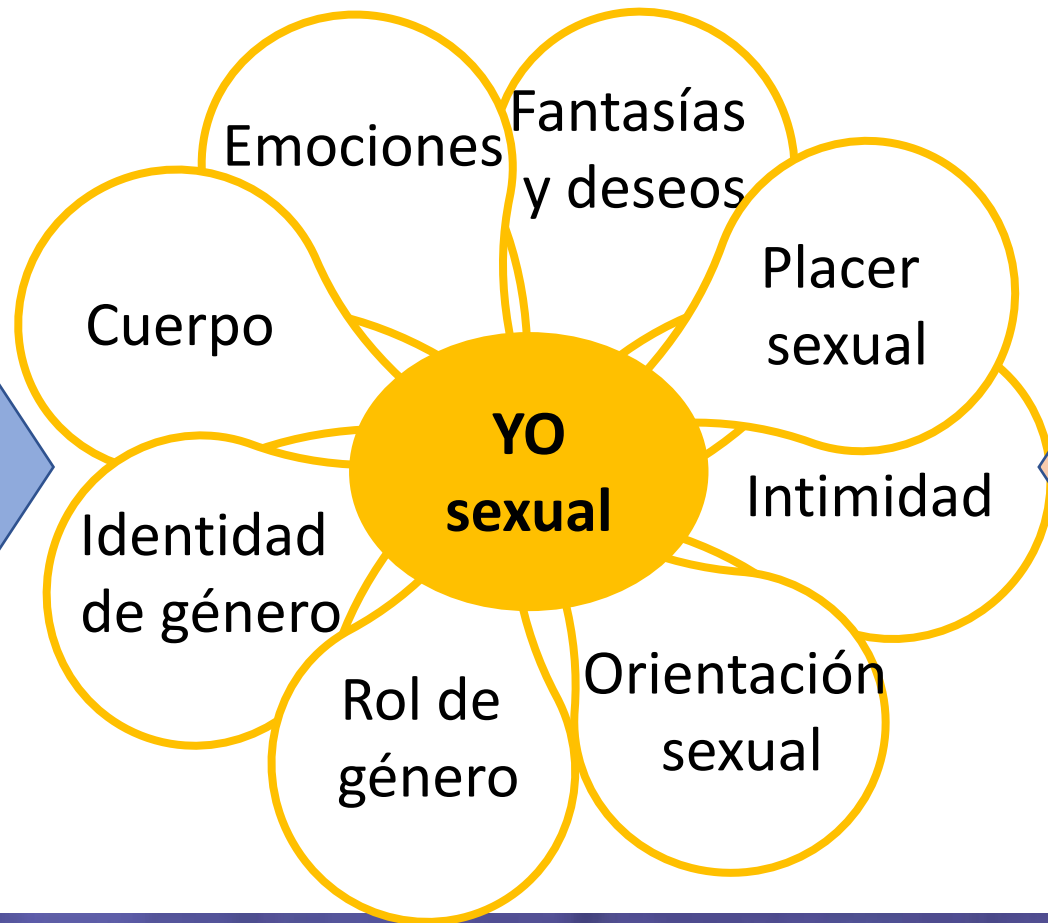 Emociones
Fantasías
y deseos
Placer
sexual
Cuerpo
YO
sexual
Intimidad
Identidad
de género
Orientación
sexual
Rol de
género